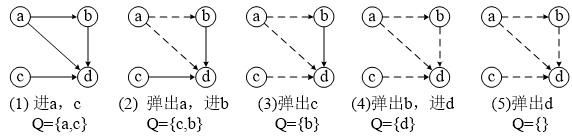 a b a b a b a b a b
c d c d c d c d c d
(1) 进a，c (2) 弹出a，进b (3)弹出c (4)弹出b，进d (5)弹出d
Q={a,c} Q={c,b} Q={b} Q={d} Q={}